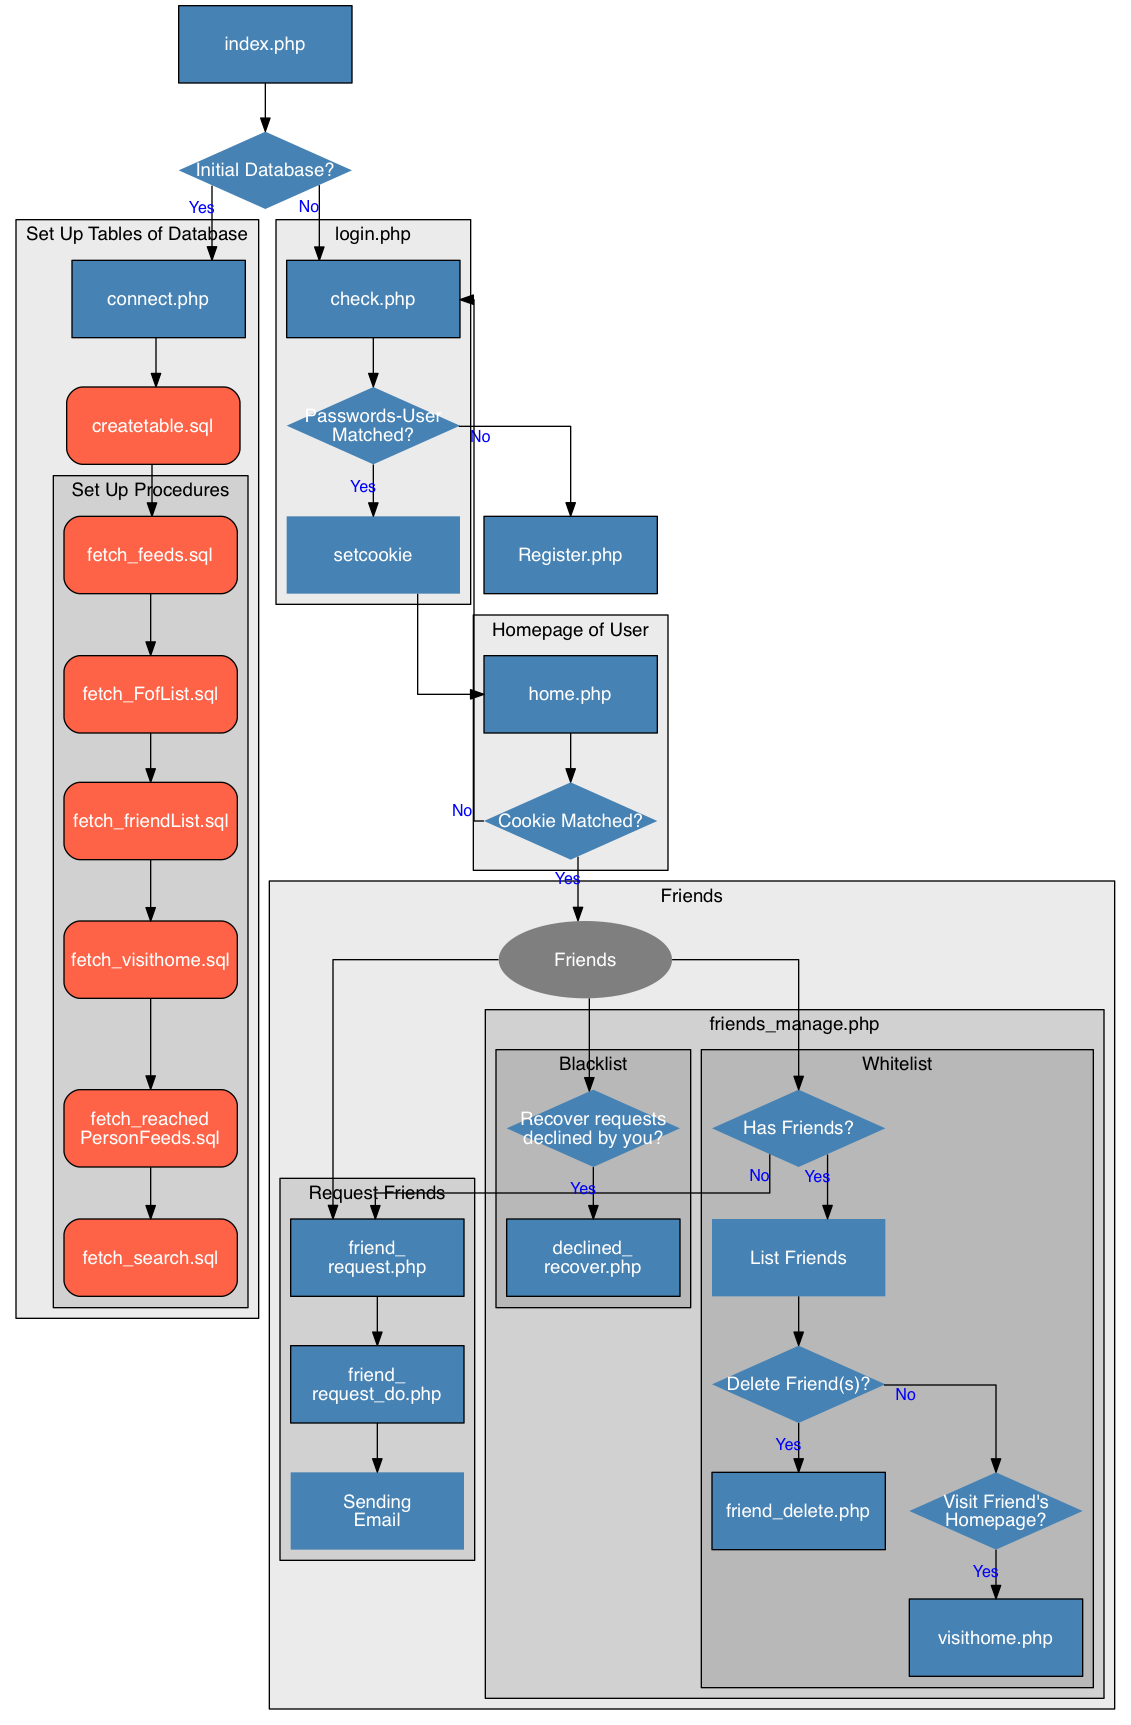 index.php
Initial Database?
Yes
No
Set Up Tables of Database
connect.php
createtable.sql
Set Up Procedures
fetch_feeds.sql
fetch_FofList.sql
fetch_friendList.sql
fetch_visithome.sql
fetch_reached
PersonFeeds.sql
fetch_search.sql
login.php
check.php
Passwords-User
Matched?
No
Yes
setcookie
Register.php
Homepage of User
home.php
Cookie Matched?
No
Yes
Friends
Friends
friends_manage.php
Blacklist
Recover requests
declined by you?
Yes
declined_
recover.php
Whitelist
Has Friends?
No
Yes
Request Friends
friend_
request.php
friend_
request_do.php
Sending
Email
List Friends
Delete Friend(s)?
No
Yes
friend_delete.php
Visit Friend's
Homepage?
Yes
visithome.php